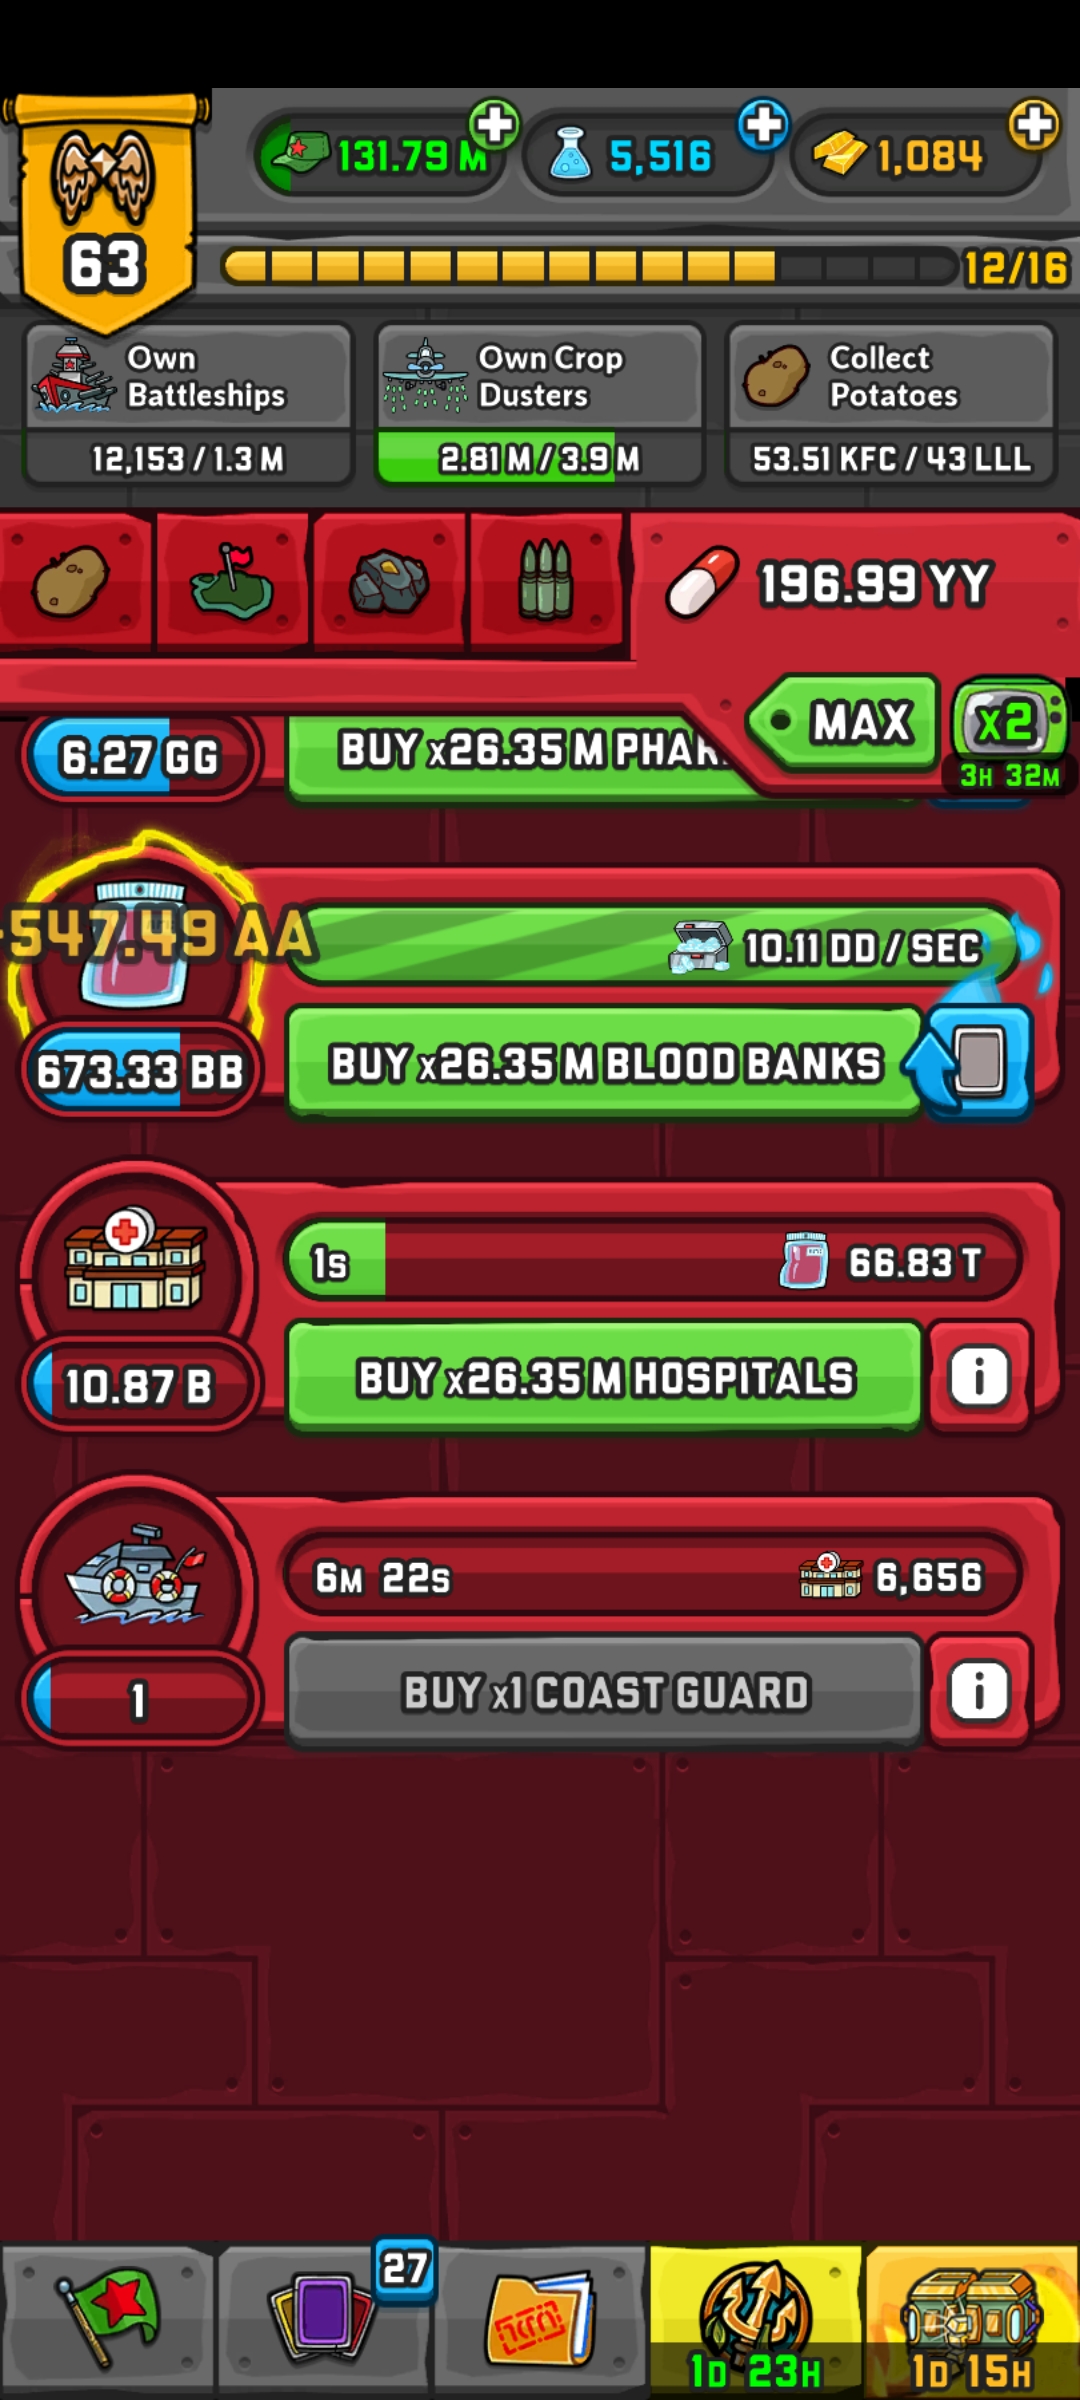 63
131.79 M
5,516
1,084
12/16
Own Battleships
12,153 / 1.3 M
Own Crop Dusters
2.81 M / 3.9 M
Collect Potatoes
53.51 KFC / 43 LLL
196.99 YY
MAX
x2
3H 32M
6.27 GG
BUY x26.35 M PHAR
-547.49 AA
10.11 DD / SEC
673.33 BB
BUY x26.35 M BLOOD BANKS
1S
66.83 T
10.87 B
BUY x26.35 M HOSPITALS
i
6M 22S
6,656
1
BUY x1 COAST GUARD
i
27
1D 23H
1D 15H